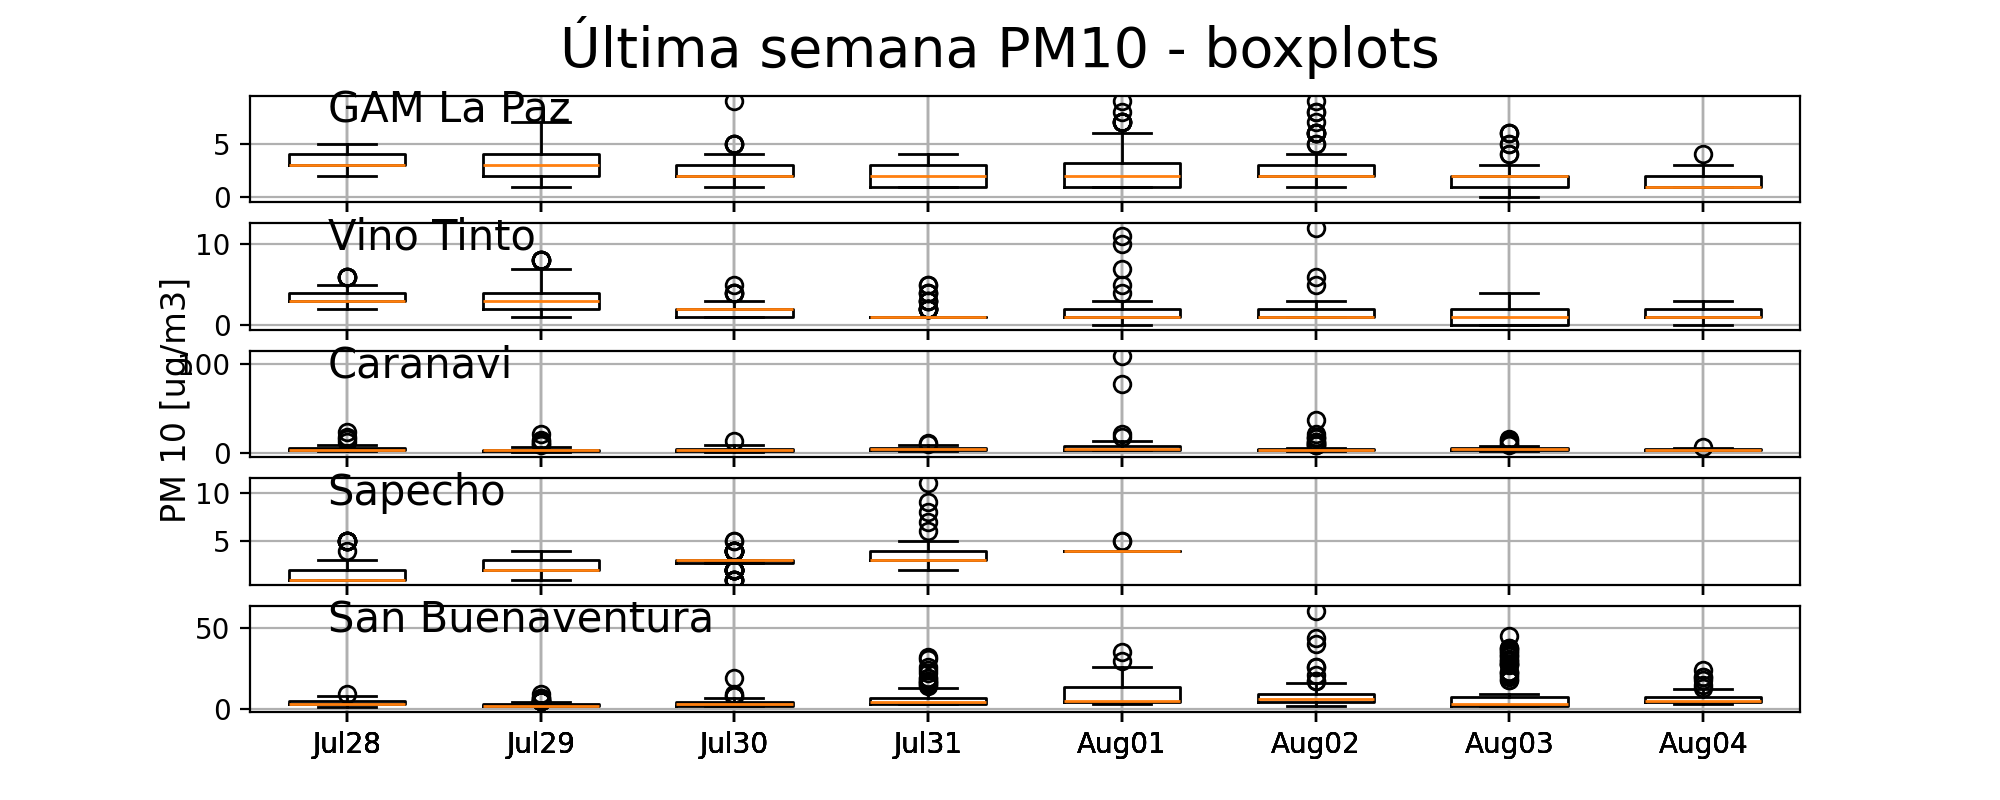 Última semana PM10 - boxplots
GAM La Paz
5
0
Vino Tinto
10
0
PM 10 [ug/m3]
Caranavi
100
0
Sapecho
10
5
San Buenaventura
50
0
Jul28 Jul29 Jul30 Jul31 Aug01 Aug02 Aug03 Aug04